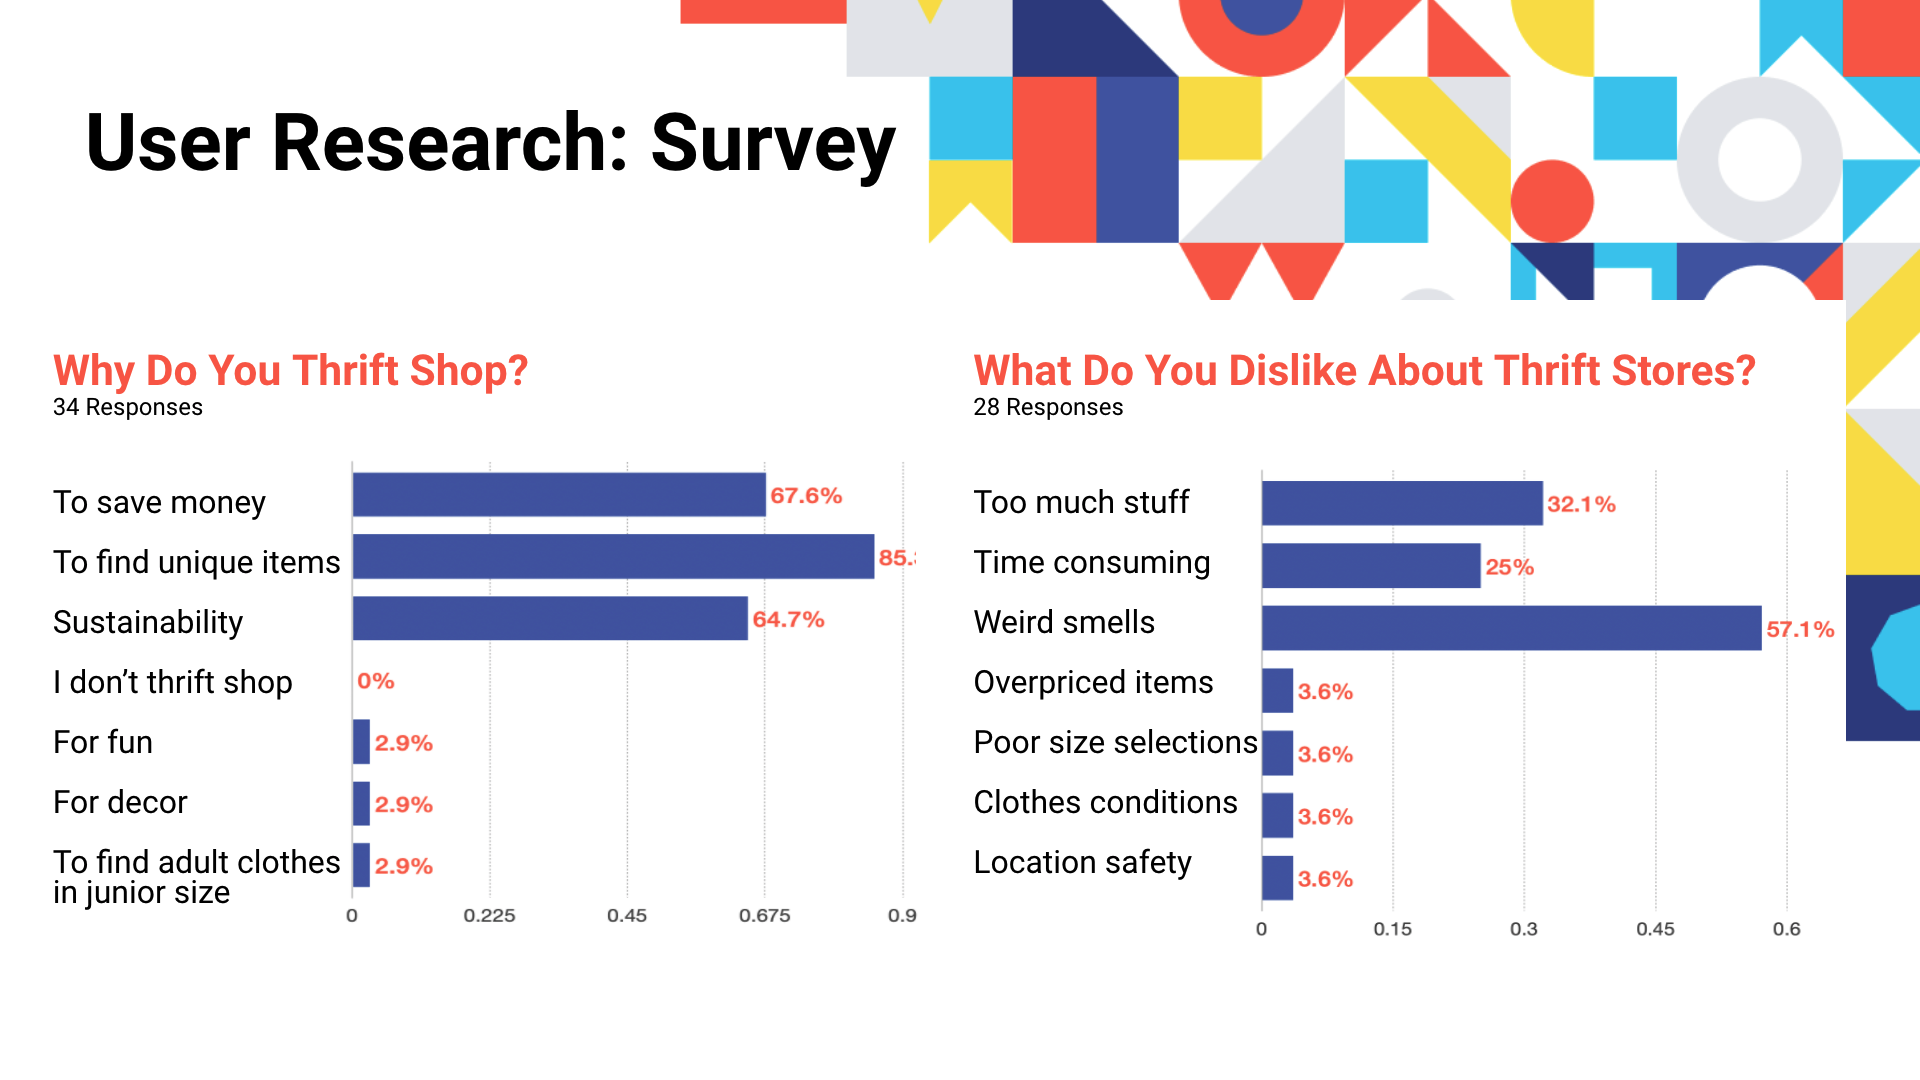 User Research: Survey
Why Do You Thrift Shop?
34 Responses
To save money
67.6%
To find unique items
85.
Sustainability
64.7%
I don’t thrift shop
0%
For fun
2.9%
For decor
2.9%
To find adult clothes
in junior size
2.9%
0 0.225 0.45 0.675 0.9
What Do You Dislike About Thrift Stores?
28 Responses
Too much stuff
32.1%
Time consuming
25%
Weird smells
57.1%
Overpriced items
3.6%
Poor size selections
3.6%
Clothes conditions
3.6%
Location safety
3.6%
0 0.15 0.3 0.45 0.6